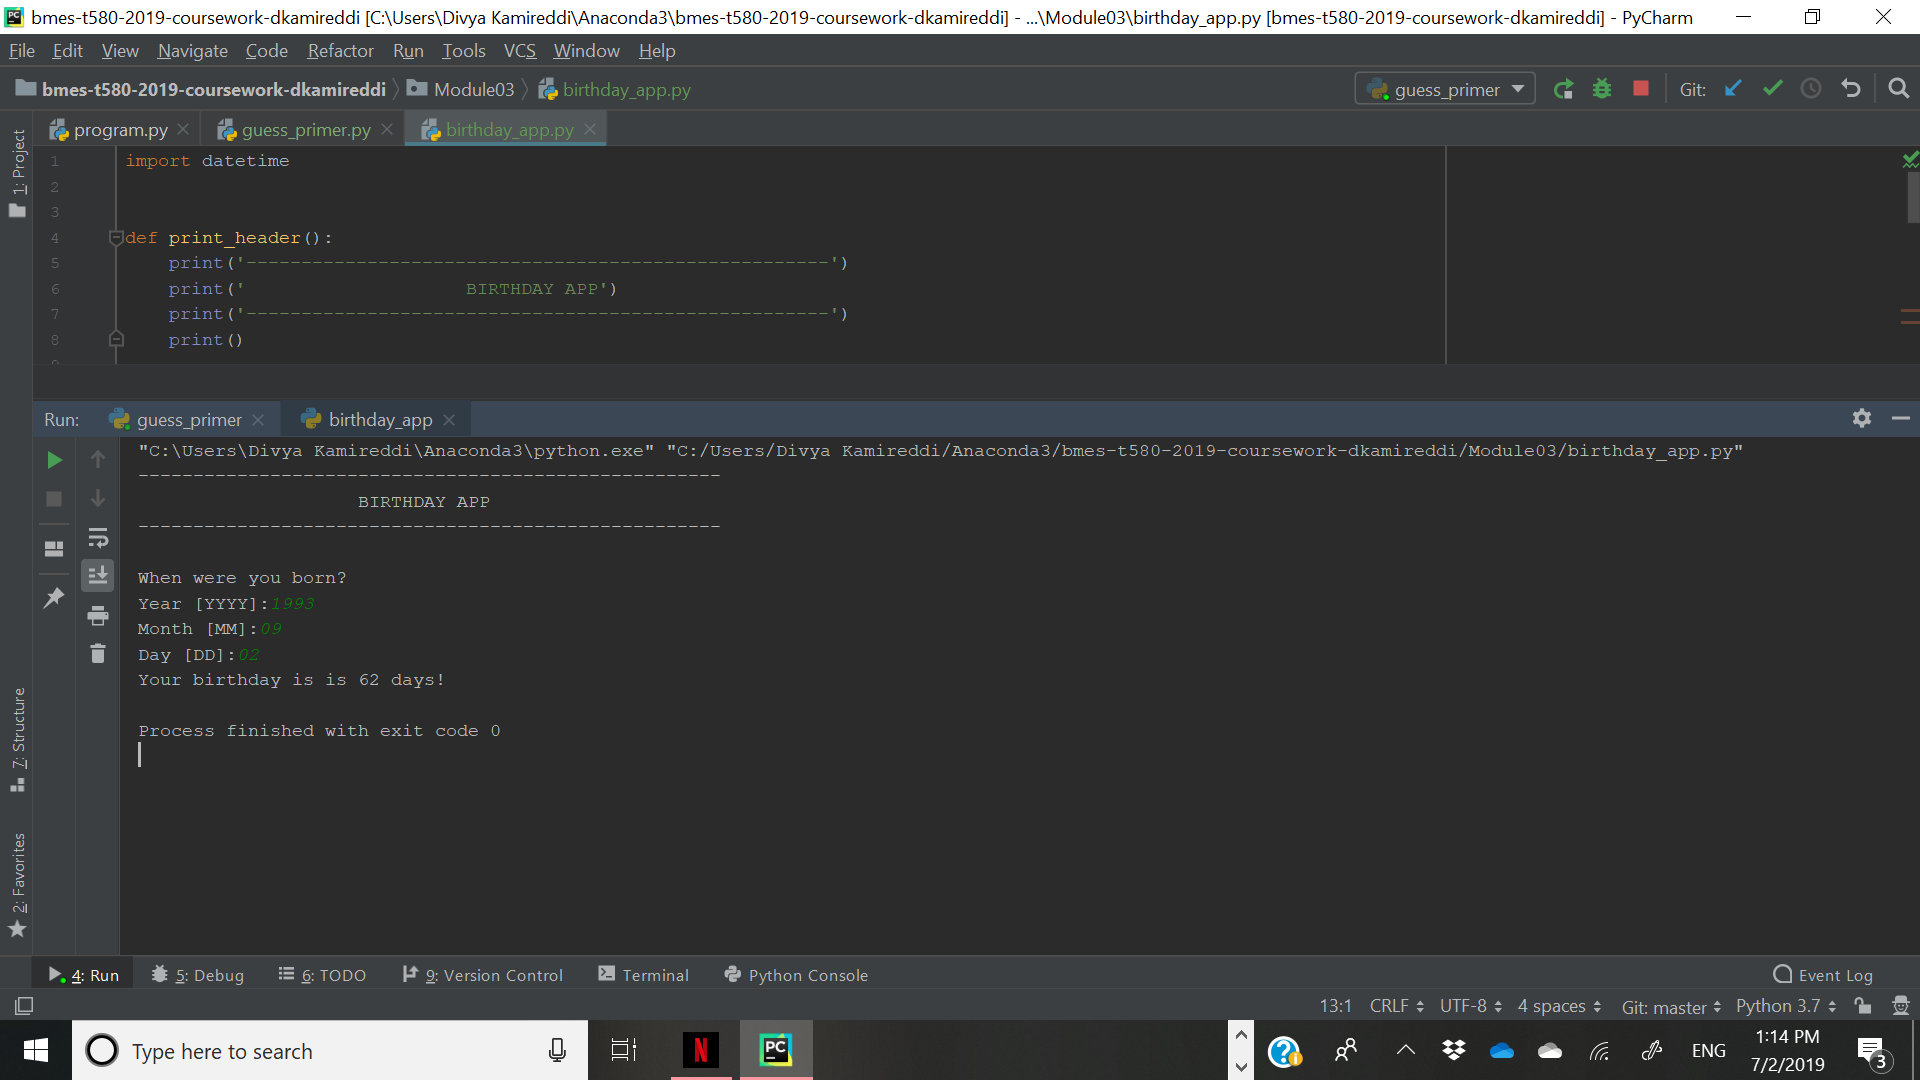 bmes-t580-2019-coursework-dkamireddi [C:\Users\Divya Kamireddi\Anaconda3\bmes-t580-2019-coursework-dkamireddi] - ...\Module03\birthday_app.py [bmes-t580-2019-coursework-dkamireddi] - PyCharm
File Edit View Navigate Code Refactor Run Tools VCS Window Help
bmes-t580-2019-coursework-dkamireddi Module03 birthday_app.py guess_primer Git:
program.py guess_primer.py birthday_app.py
1 import datetime
2
3
4 def print_header():
5 print('-----------------------------------------------------')
6 print('                    BIRTHDAY APP')
7 print('-----------------------------------------------------')
8 print()
9
Run: guess_primer birthday_app
"C:\Users\Divya Kamireddi\Anaconda3\python.exe" "C:/Users/Divya Kamireddi/Anaconda3/bmes-t580-2019-coursework-dkamireddi/Module03/birthday_app.py"
-----------------------------------------------------
                    BIRTHDAY APP
-----------------------------------------------------
When were you born?
Year [YYYY]:1993
Month [MM]:09
Day [DD]:02
Your birthday is is 62 days!
Process finished with exit code 0
1: Project
7: Structure
2: Favorites
4: Run 5: Debug 6: TODO 9: Version Control Terminal Python Console Event Log
13:1 CRLF UTF-8 4 spaces Git: master Python 3.7
Type here to search N PC ENG 1:14 PM
7/2/2019 3